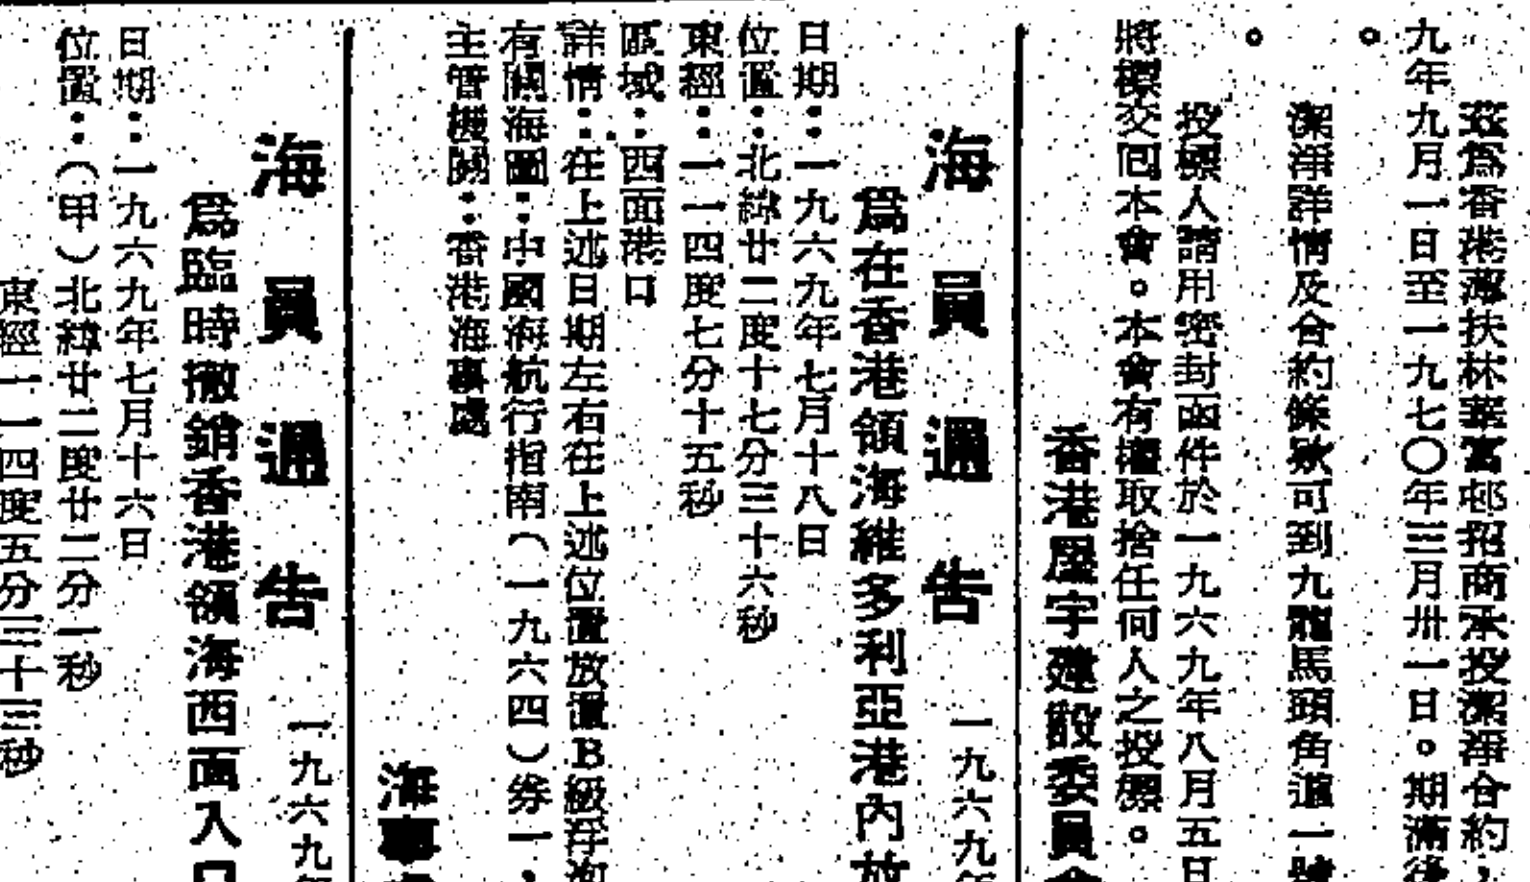 茲爲香港薄扶林華富邨招商承投潔淨合約，
九年九月一日至一九七〇年三月卅一日。期滿後
。
潔淨詳情及合約條欵可到九龍馬頭角道一號
。
投標人請用密封函件於一九六九年八月五日
將標交囘本會。本會有權取捨任何人之投標。
香港屋宇建設委員會
海員通告 一九六九年
爲在香港領海維多利亞港內放
日期：一九六九年七月十八日
位置：北緯廿二度十七分三十六秒
東經：一一四度七分十五秒
區域：西面港口
詳情：在上述日期左右在上述位置放置B級浮泡
有關海圖：中國海航行指南（一九六四）券一，
主管機關：香港海事處
海事
海員通告 一九六九年
爲臨時撤銷香港領海西面入口
日期：一九六九年七月十六日
位置：（甲）北緯廿二度廿二分一秒
東經一一四度五分三十三秒